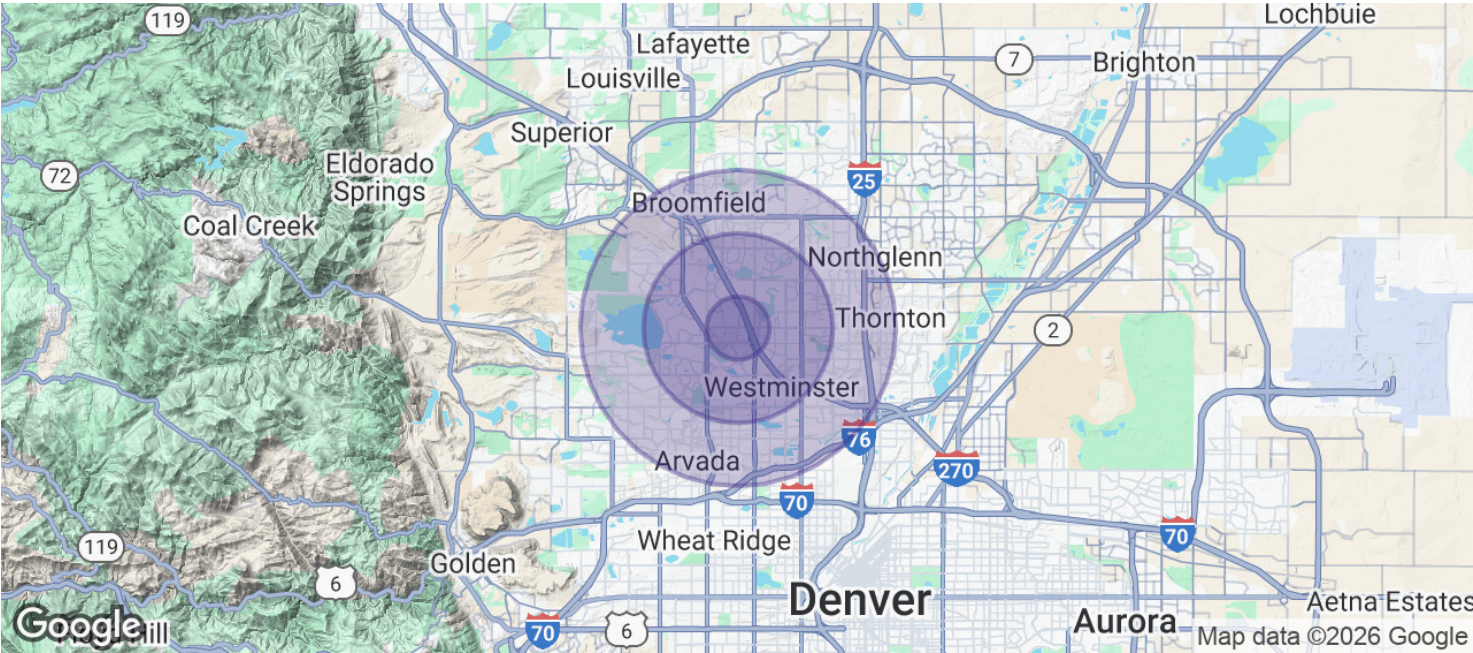 119
Lochbuie
Lafayette
7
Brighton
Louisville
Superior
Eldorado
Springs
72
25
Broomfield
Coal Creek
Northglenn
Thornton
2
Westminster
76
Arvada
270
70
70
Wheat Ridge
119
Golden
6
Denver
Aetna Estates
Aurora
Google
Hill
70
6
Map data ©2026 Google